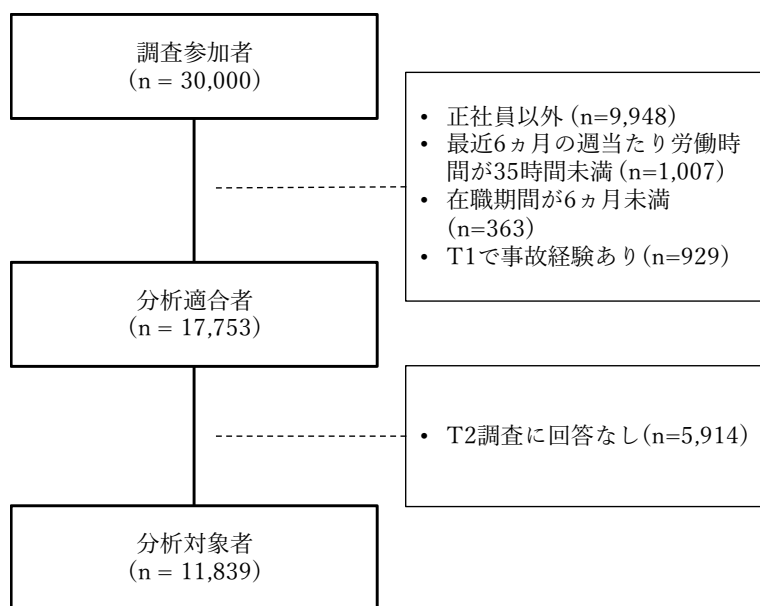 調査参加者
(n = 30,000)
• 正社員以外 (n=9,948)
• 最近6ヵ月の週当たり労働時
間が35時間未満 (n=1,007)
• 在職期間が6ヵ月未満
(n=363)
• T1で事故経験あり (n=929)
分析適合者
(n = 17,753)
• T2調査に回答なし (n=5,914)
分析対象者
(n = 11,839)